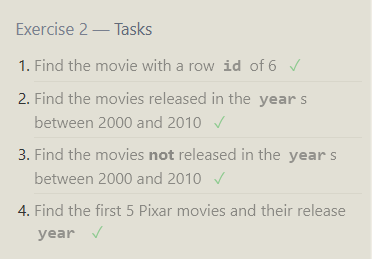 Exercise 2 — Tasks
1. Find the movie with a row id of 6 ✓
2. Find the movies released in the year s
between 2000 and 2010 ✓
3. Find the movies not released in the year s
between 2000 and 2010 ✓
4. Find the first 5 Pixar movies and their release
year ✓